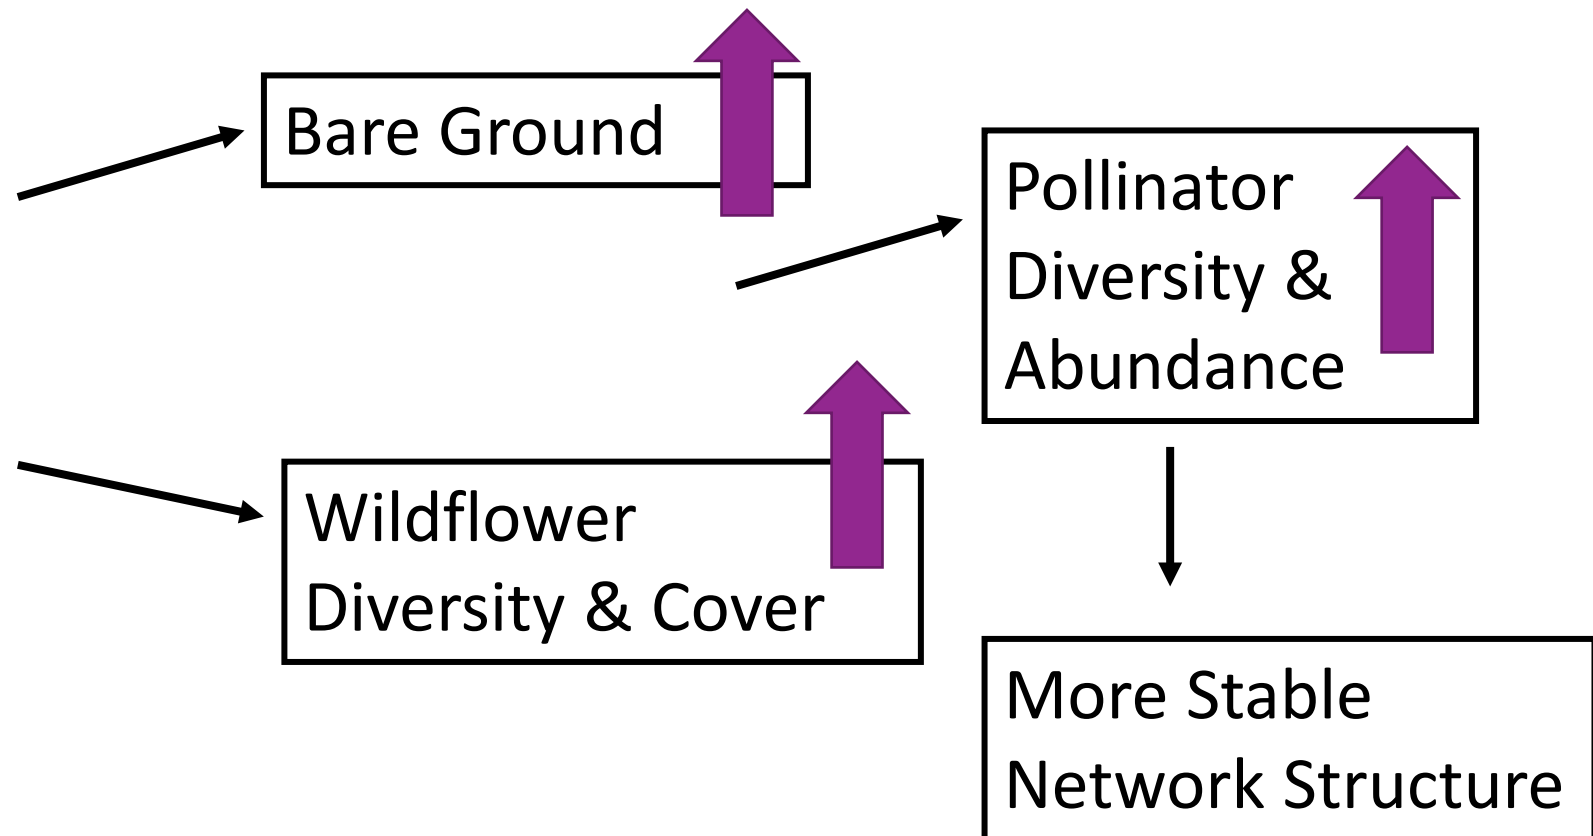 Bare Ground
Pollinator
Diversity &
Abundance
Wildflower
Diversity & Cover
More Stable
Network Structure